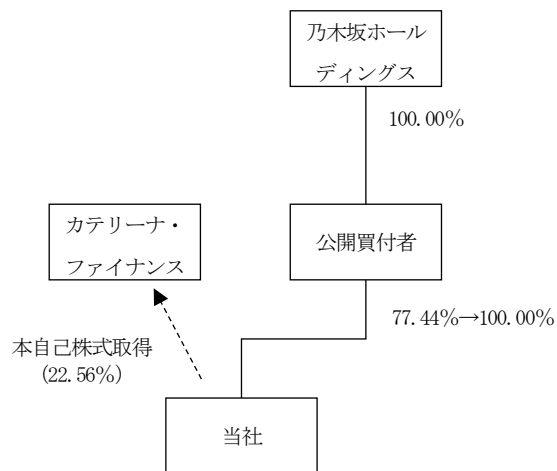 乃木坂ホール
ディングス
100.00%
カテリーナ・
ファイナンス
公開買付者
77.44%→100.00%
本自己株式取得
(22.56%)
当社